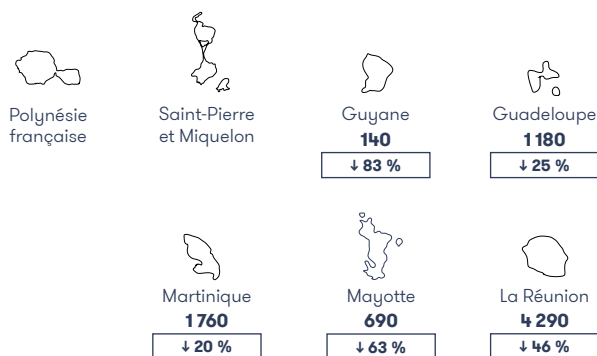 Polynésie
française
Saint-Pierre
et Miquelon
Guyane
140
↓ 83 %
Guadeloupe
1 180
↓ 25 %
Martinique
1 760
↓ 20 %
Mayotte
690
↓ 63 %
La Réunion
4 290
↓ 46 %